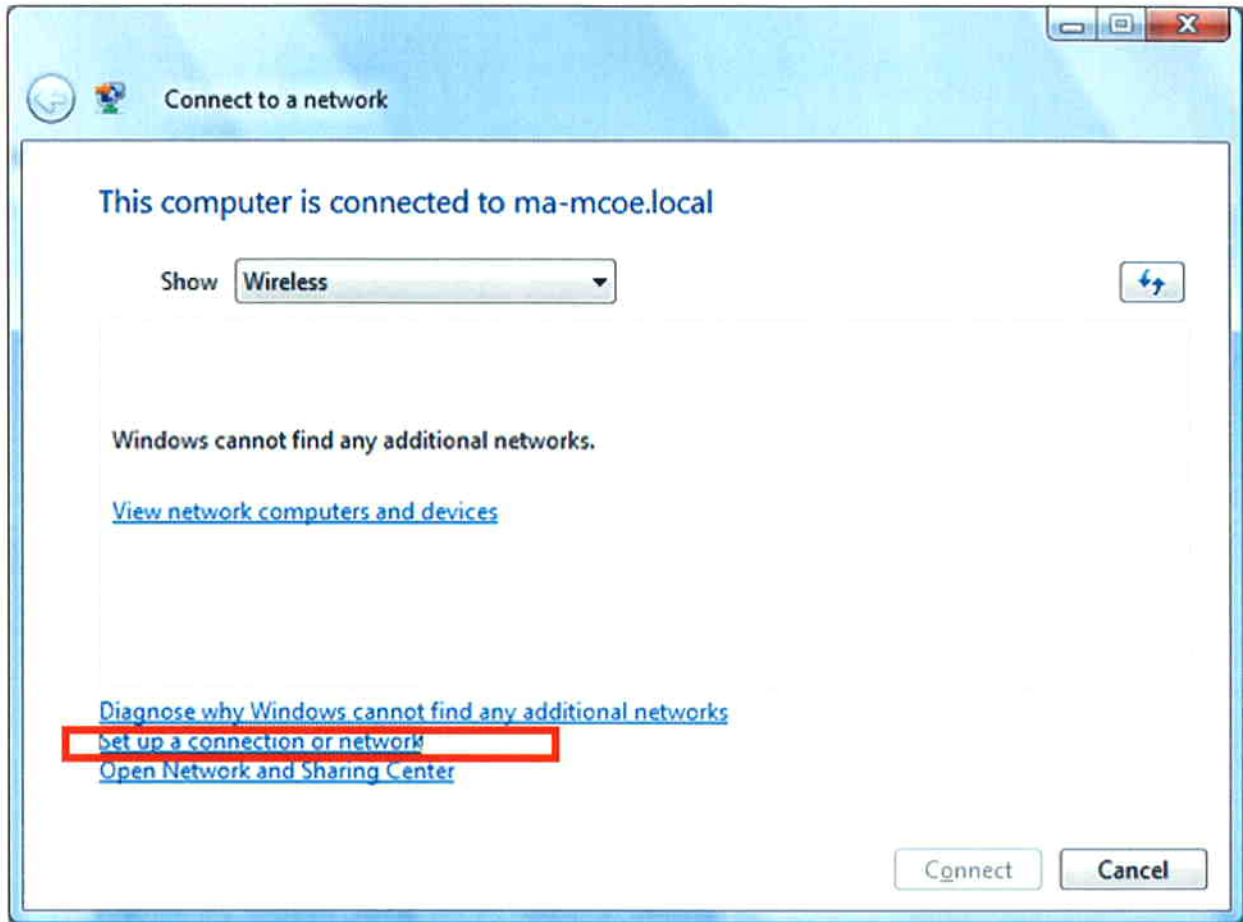 Connect to a network
This computer is connected to ma-mcoe.local
Show Wireless
Windows cannot find any additional networks.
View network computers and devices
Diagnose why Windows cannot find any additional networks
Set up a connection or network
Open Network and Sharing Center
Connect Cancel